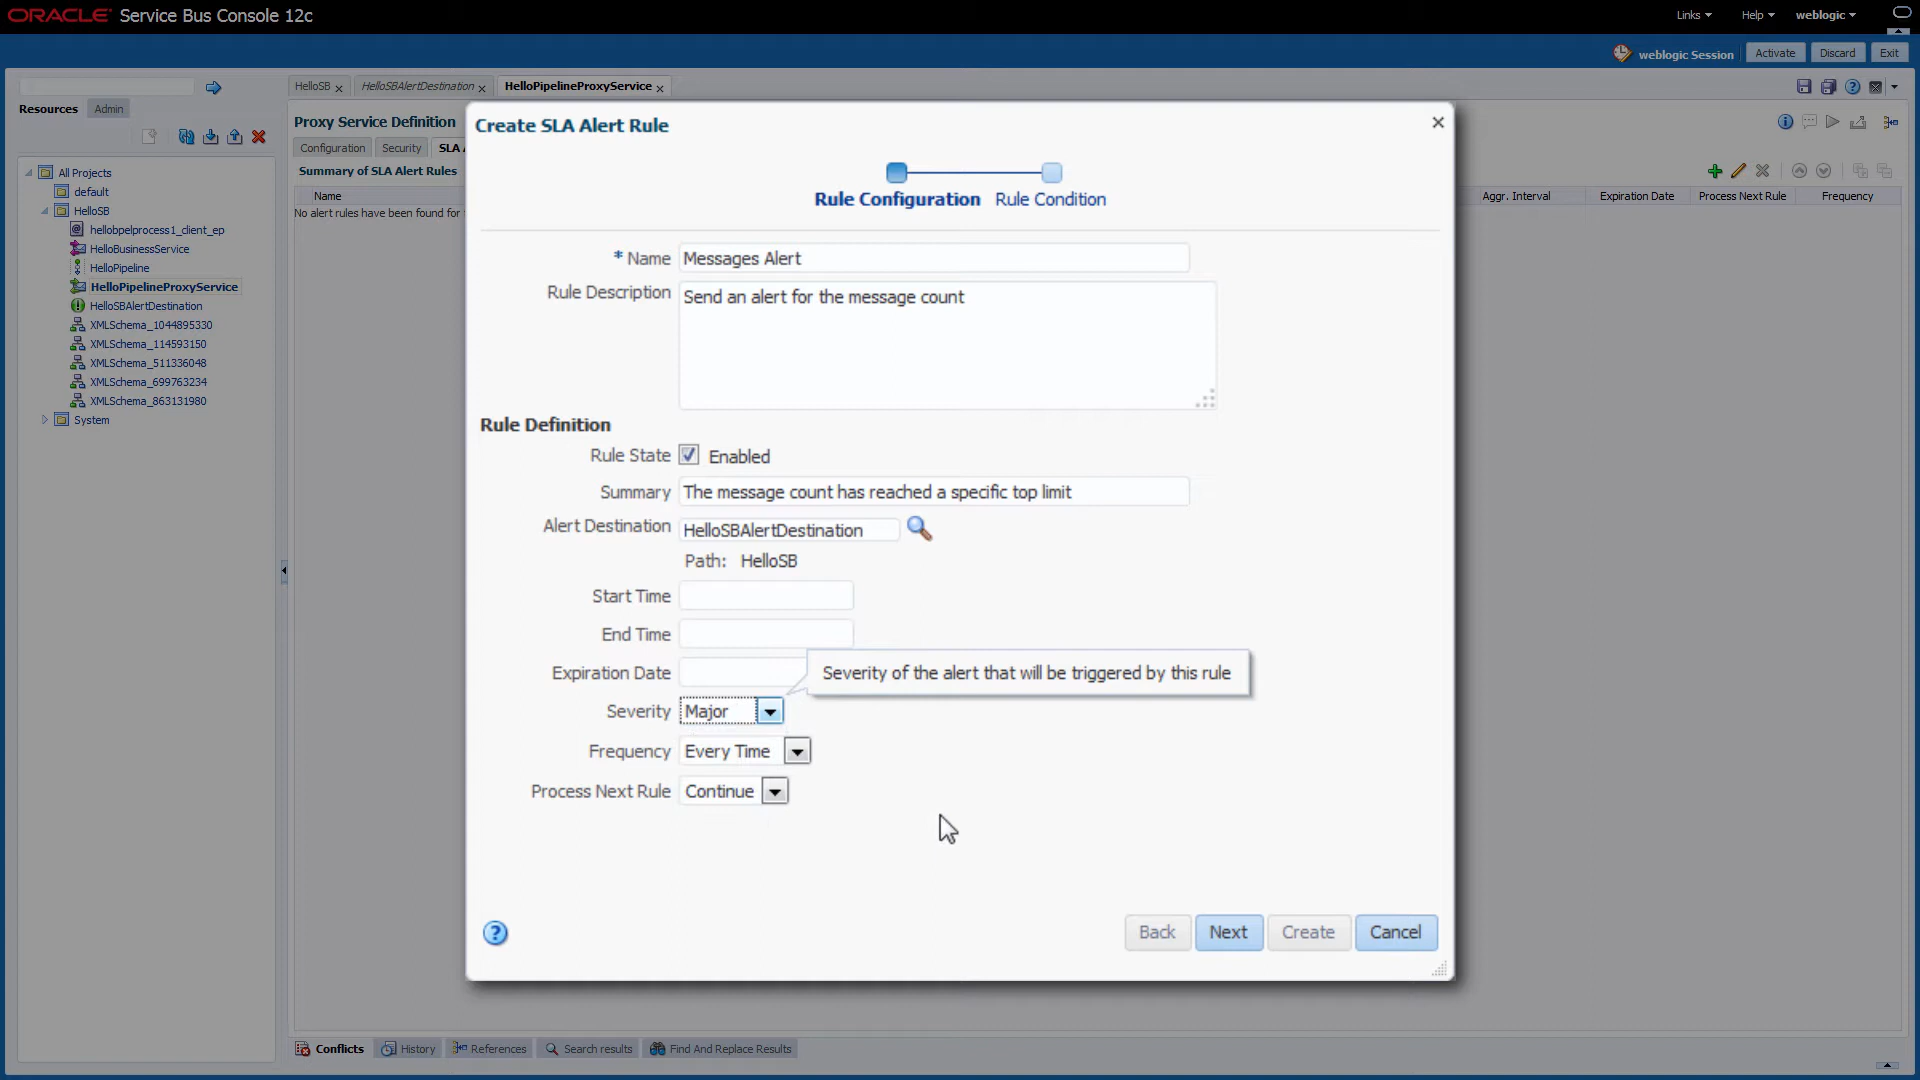 ORACLE Service Bus Console 12c
Links Help weblogic
weblogic Session Activate Discard Exit
HelloSB HelloSBAlertDestination HelloPipelineProxyService
Resources Admin
All Projects
default
HelloSB
hellobpelprocess1_client_ep
HelloBusinessService
HelloPipeline
HelloPipelineProxyService
HelloSBAlertDestination
XMLSchema_1044895330
XMLSchema_114593150
XMLSchema_511336048
XMLSchema_699763234
XMLSchema_863131980
System
Proxy Service Definition
Configuration Security SLA
Summary of SLA Alert Rules
Name Aggr. Interval Expiration Date Process Next Rule Frequency
No alert rules have been found for
Create SLA Alert Rule
Rule Configuration Rule Condition
* Name Messages Alert
Rule Description Send an alert for the message count
Rule Definition
Rule State Enabled
Summary The message count has reached a specific top limit
Alert Destination HelloSBAlertDestination
Path: HelloSB
Start Time
End Time
Expiration Date
Severity of the alert that will be triggered by this rule
Severity Major
Frequency Every Time
Process Next Rule Continue
? Back Next Create Cancel
Conflicts History References Search results Find And Replace Results